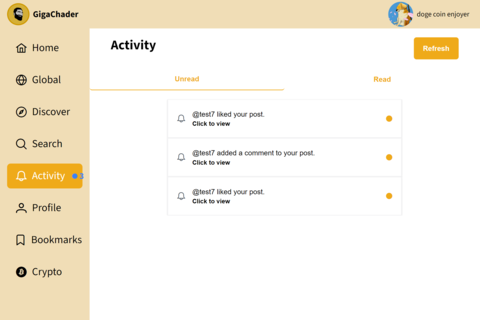 GigaChader
doge coin enjoyer
Home
Global
Discover
Search
Activity 3
Profile
Bookmarks
Crypto
Activity
Refresh
Unread
Read
@test7 liked your post.
Click to view
@test7 added a comment to your post.
Click to view
@test7 liked your post.
Click to view